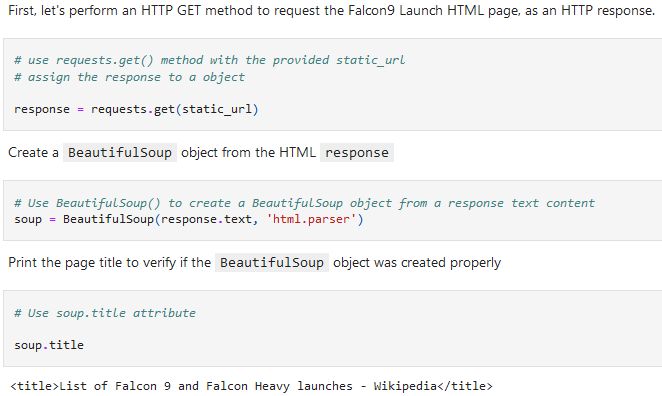 First, let's perform an HTTP GET method to request the Falcon9 Launch HTML page, as an HTTP response.
# use requests.get() method with the provided static_url
# assign the response to a object
response = requests.get(static_url)
Create a BeautifulSoup object from the HTML response
# Use BeautifulSoup() to create a BeautifulSoup object from a response text content
soup = BeautifulSoup(response.text, 'html.parser')
Print the page title to verify if the BeautifulSoup object was created properly
# Use soup.title attribute
soup.title
<title>List of Falcon 9 and Falcon Heavy launches - Wikipedia</title>